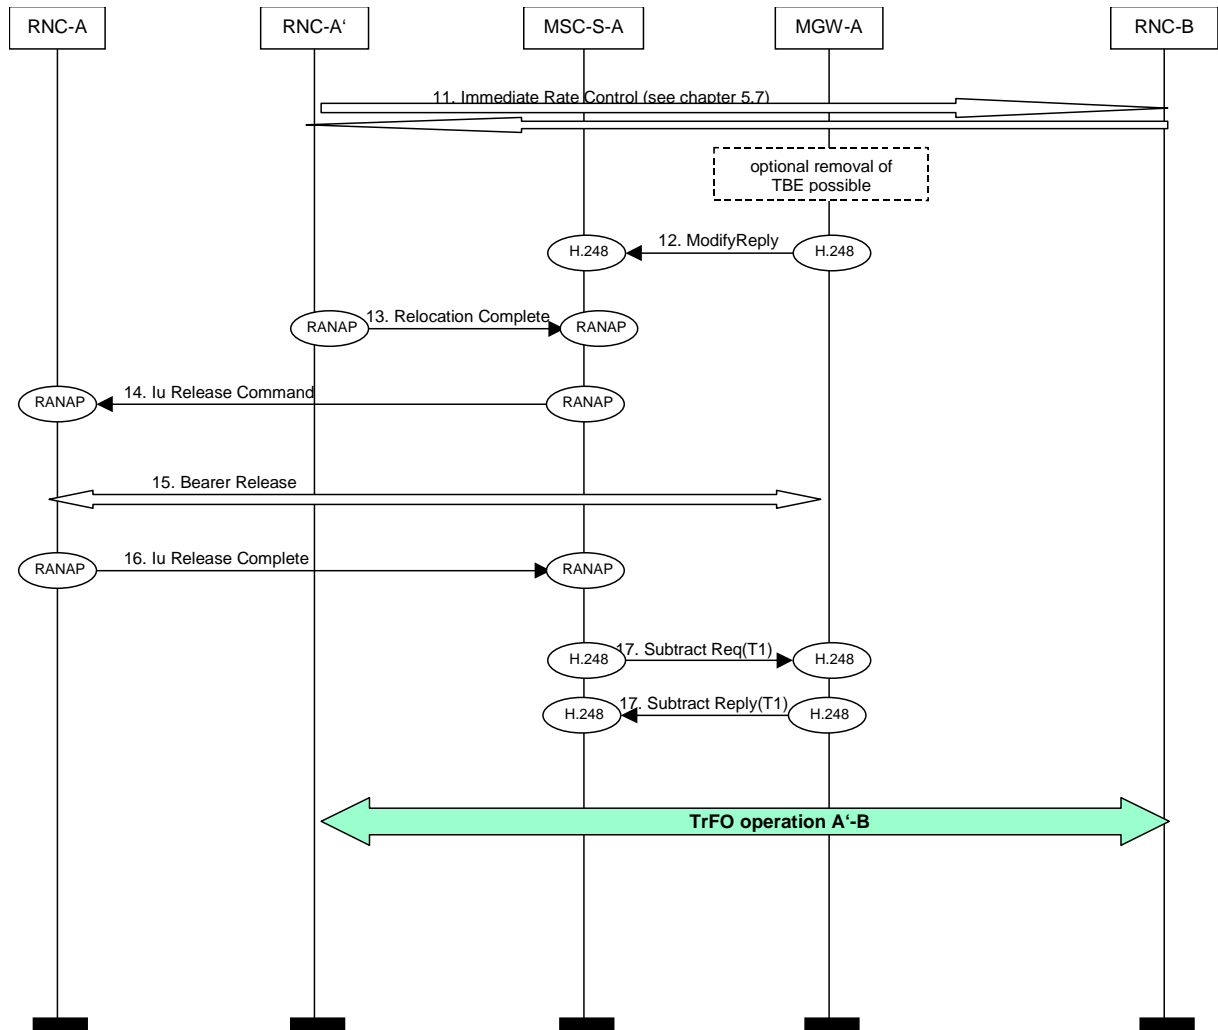 RNC-A
RNC-A‘
MSC-S-A
MGW-A
RNC-B
11. Immediate Rate Control (see chapter 5.7)
optional removal of
TBE possible
H.248
12. ModifyReply
H.248
RANAP
13. Relocation Complete
RANAP
RANAP
14. Iu Release Command
RANAP
15. Bearer Release
RANAP
16. Iu Release Complete
RANAP
H.248
17. Subtract Req(T1)
H.248
H.248
17. Subtract Reply(T1)
H.248
TrFO operation A‘-B